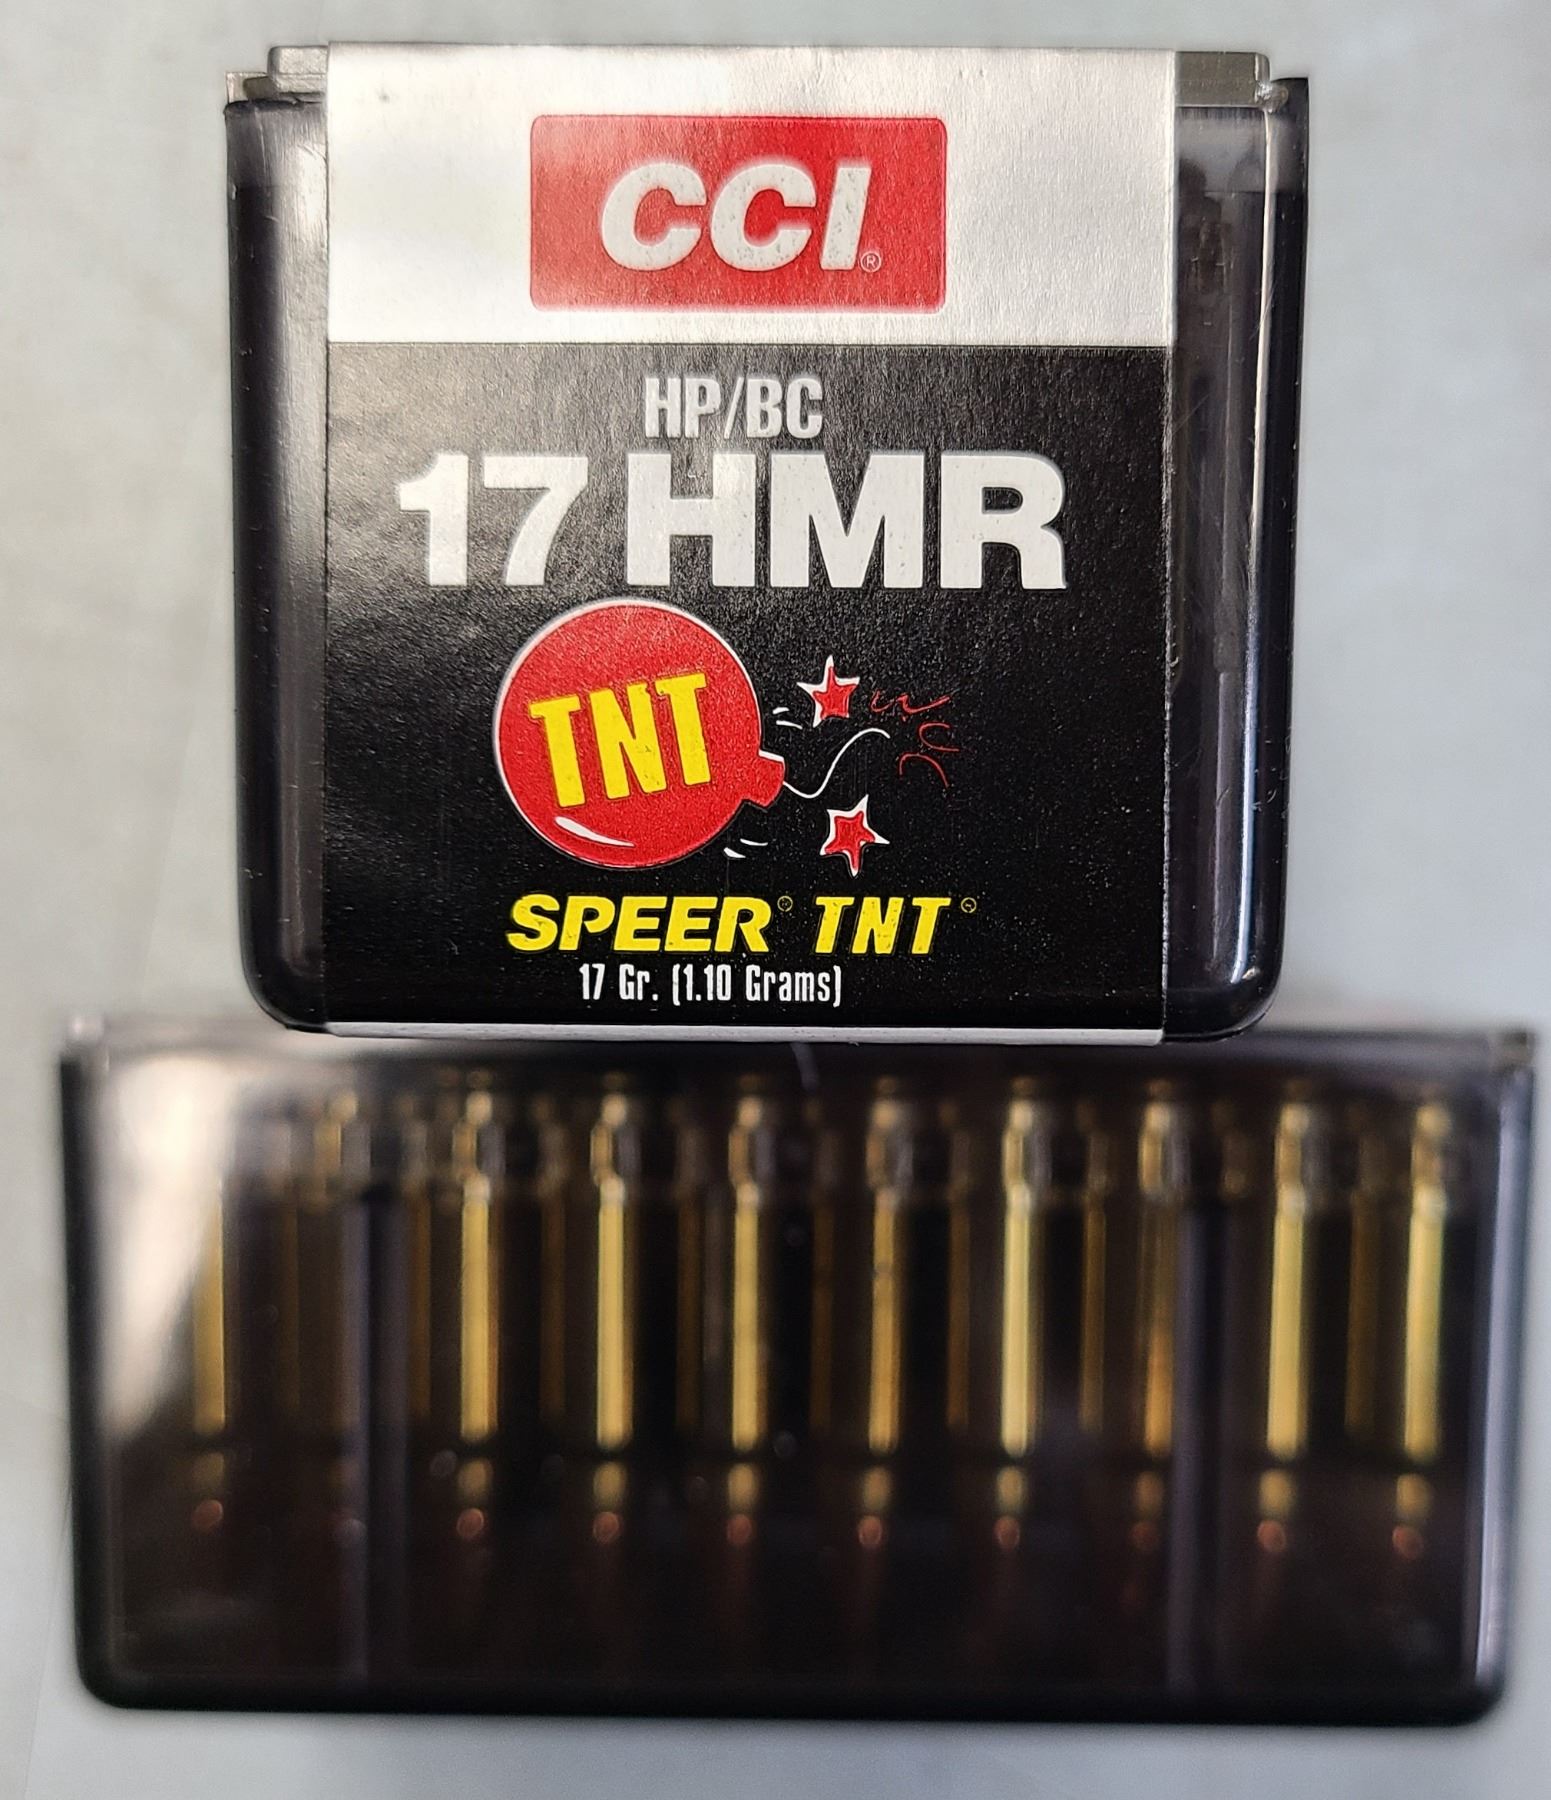 CCI®
HP/BC
17 HMR
TNT
SPEER® TNT®
17 Gr. (1.10 Grams)